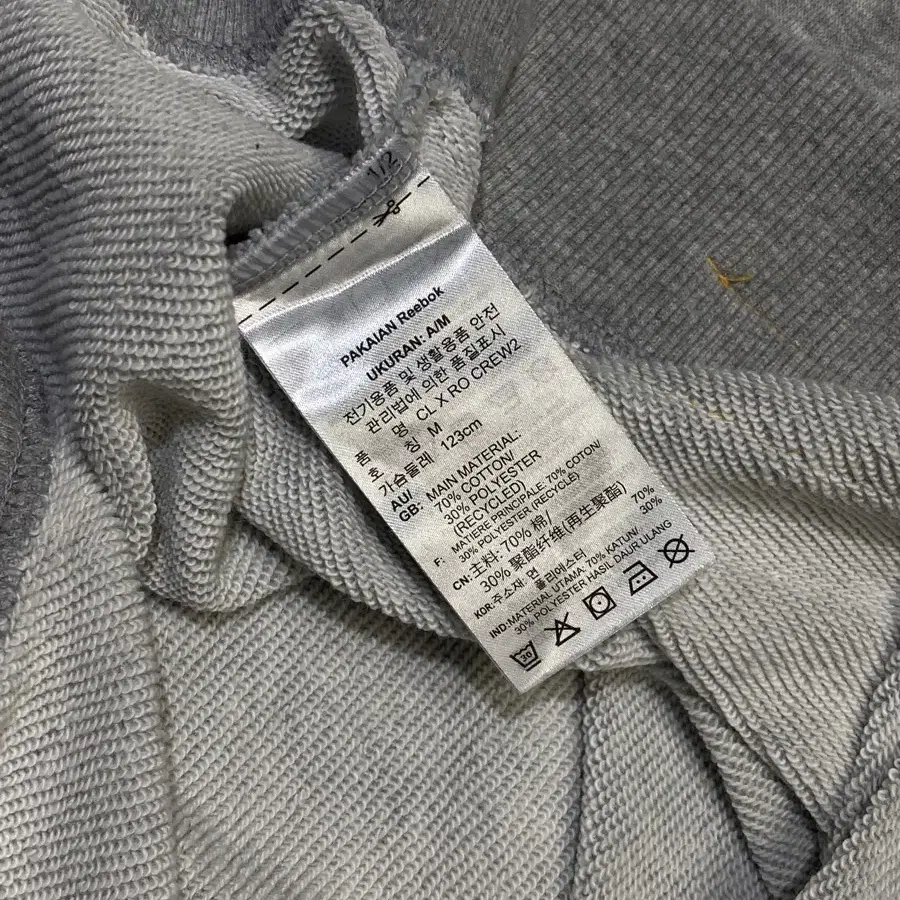 1/2
PAKAIAN Reebok
UKURAN: A/M
전기용품 및 생활용품 안전
관리법에 의한 품질표시
품 명 CL X RO CREW2
호 칭 M
가슴둘레 123cm
AU/
GB: MAIN MATERIAL:
70% COTTON/
30% POLYESTER
(RECYCLED)
F: MATIERE PRINCIPALE: 70% COTON/
30% POLYESTER (RECYCLE)
CN: 主料: 70% 棉/
30% 聚酯纤维 (再生聚酯)
KOR: 주소재: 면 70%
폴리에스터 30%
IND: MATERIAL UTAMA: 70% KATUN/
30% POLYESTER HASIL DAUR ULANG
30